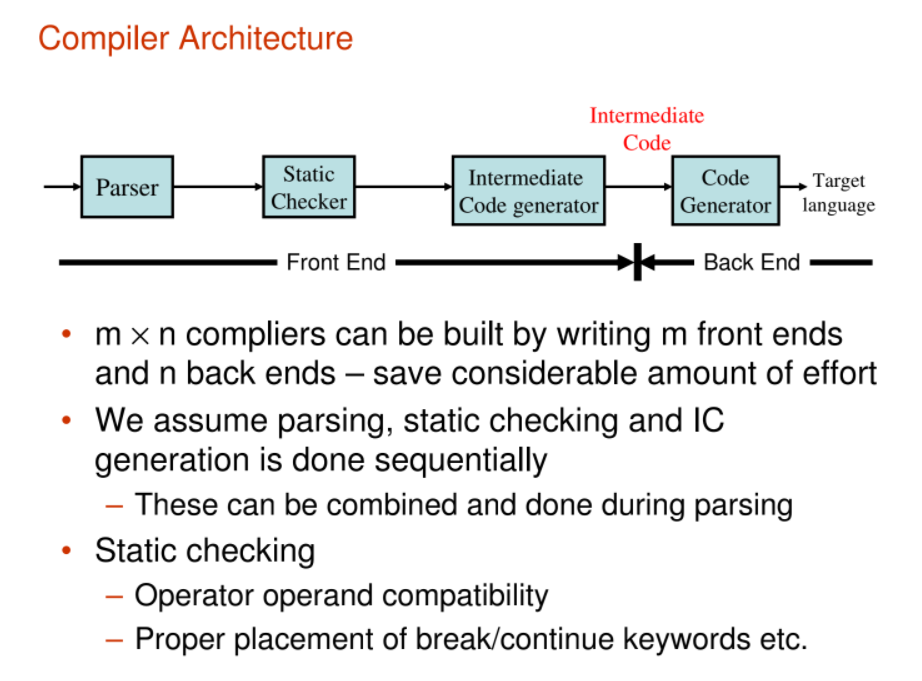 Compiler Architecture
Intermediate
Code
Parser
Static
Checker
Intermediate
Code generator
Code
Generator
Target
language
Front End
Back End
• m × n compliers can be built by writing m front ends
and n back ends – save considerable amount of effort
• We assume parsing, static checking and IC
generation is done sequentially
– These can be combined and done during parsing
• Static checking
– Operator operand compatibility
– Proper placement of break/continue keywords etc.